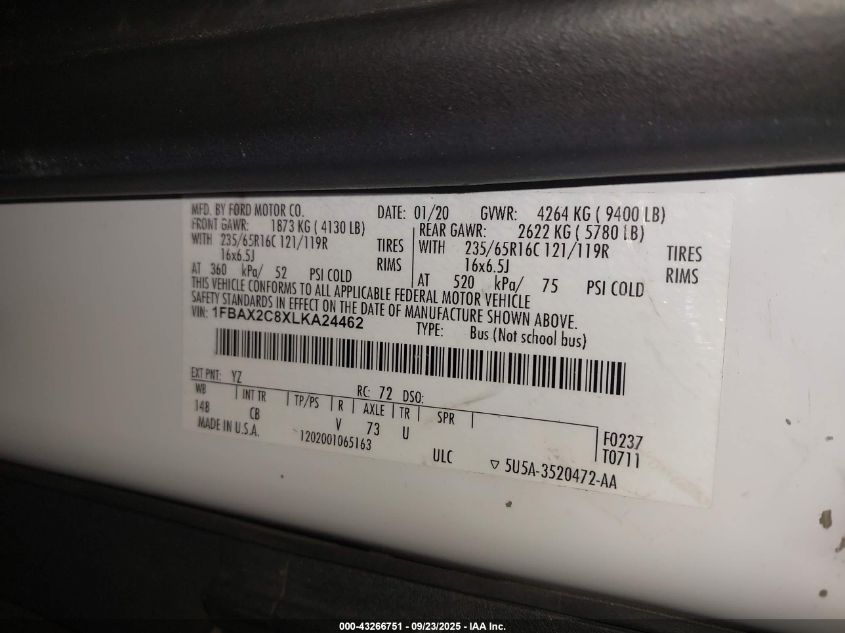 MFD. BY FORD MOTOR CO. DATE: 01/20 GVWR: 4264 KG ( 9400 LB)
FRONT GAWR: 1873 KG ( 4130 LB) REAR GAWR: 2622 KG ( 5780 LB)
WITH 235/65R16C 121/119R TIRES WITH 235/65R16C 121/119R TIRES
16x6.5J RIMS 16x6.5J RIMS
AT 360 kPa/ 52 PSI COLD AT 520 kPa/ 75 PSI COLD
THIS VEHICLE CONFORMS TO ALL APPLICABLE FEDERAL MOTOR VEHICLE
SAFETY STANDARDS IN EFFECT ON THE DATE OF MANUFACTURE SHOWN ABOVE.
VIN: 1FBAX2C8XLKA24462 TYPE: Bus (Not school bus)
EXT PNT: YZ RC: 72 DSO:
WB INT TR TP/PS R AXLE TR SPR
148 CB V 73 U F0237
T0711
MADE IN U.S.A. 1202001065163 ULC ▽ 5U5A-3520472-AA
000-43266751 - 09/23/2025 - IAA Inc.